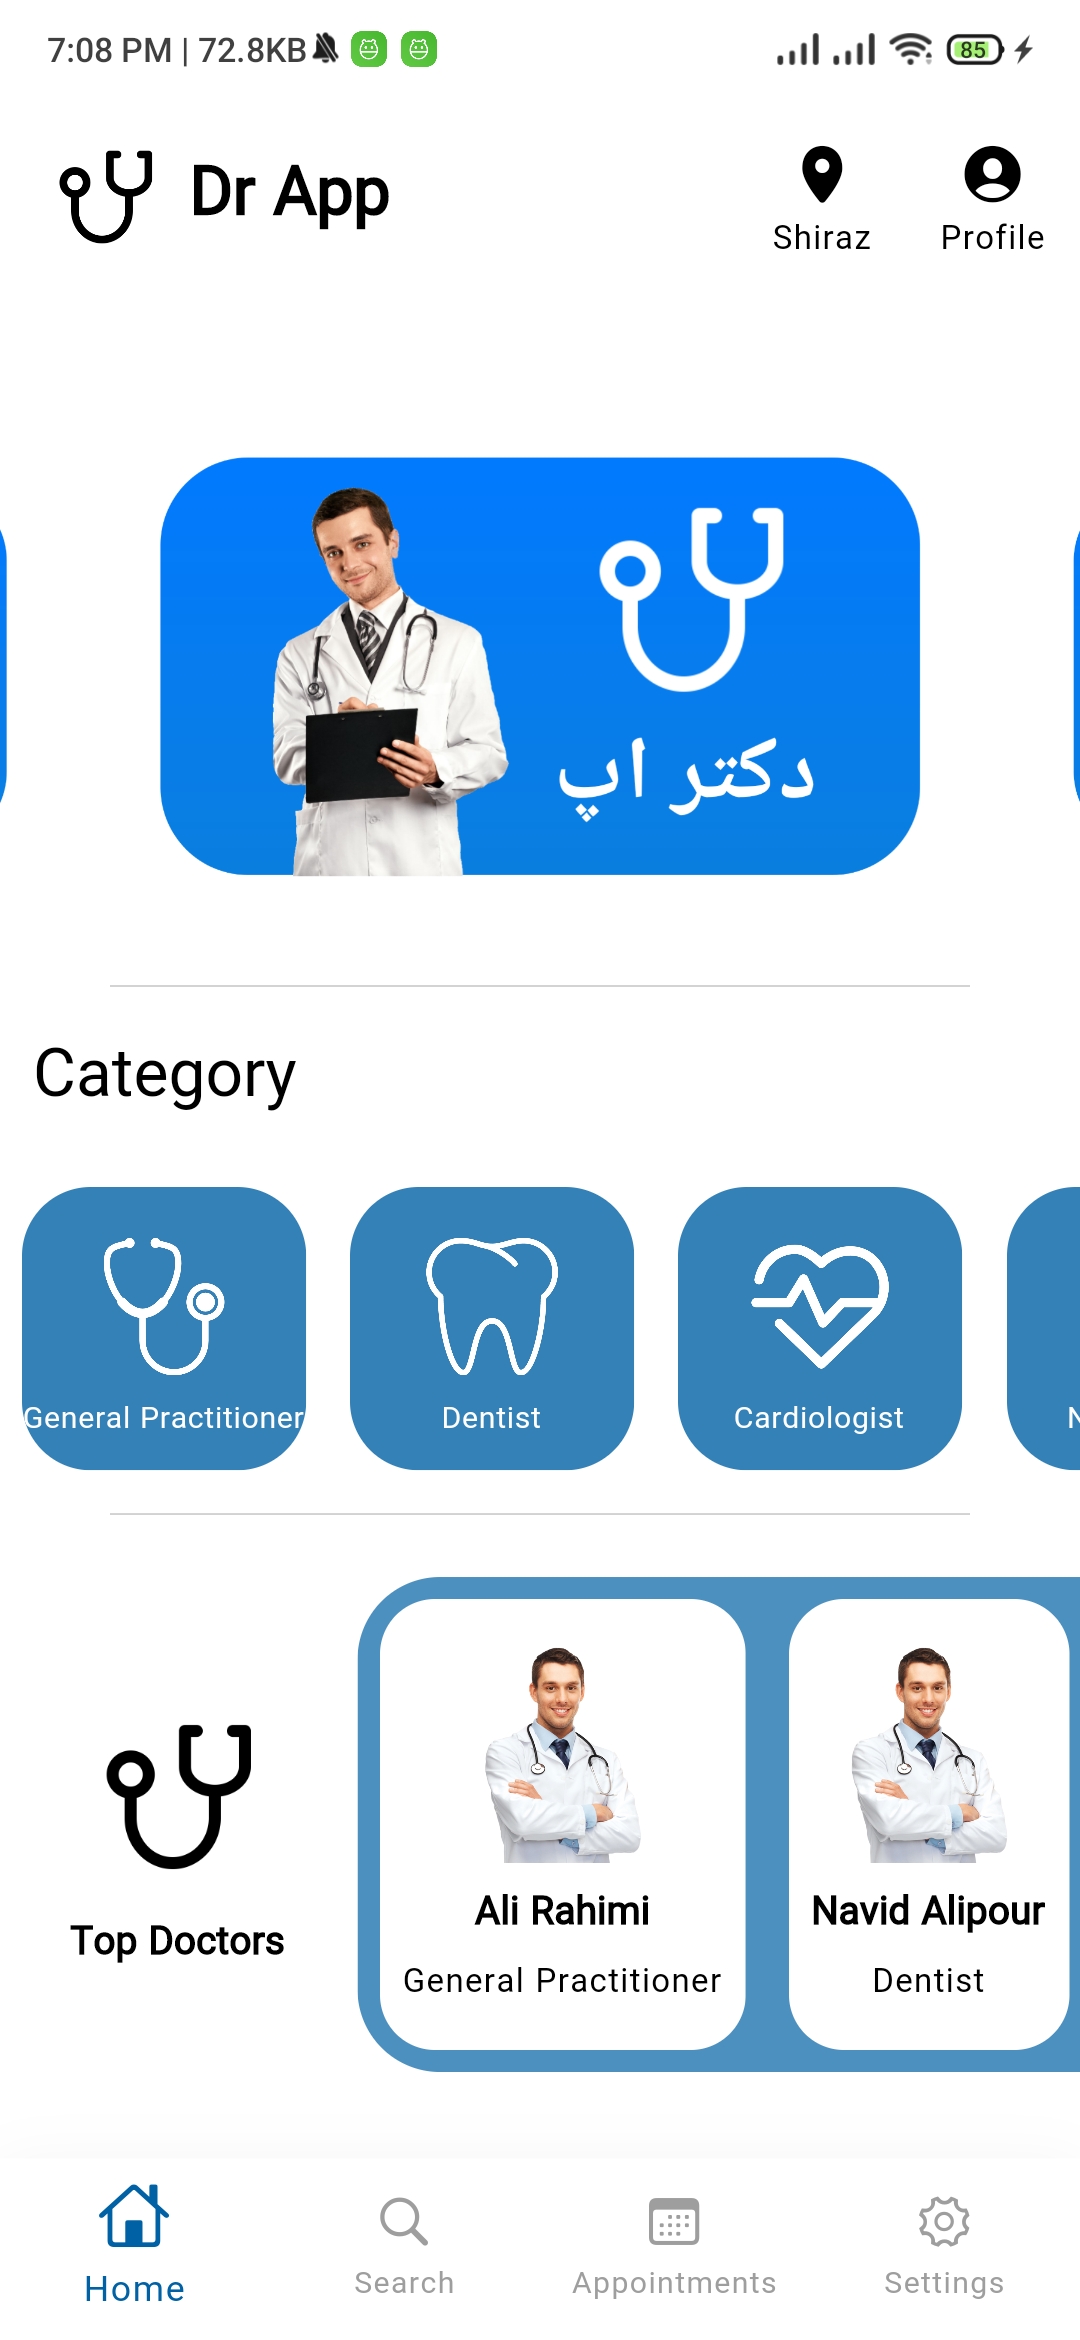 7:08 PM | 72.8KB
85
Dr App
Shiraz
Profile
دکتر اپ
Category
General Practitioner
Dentist
Cardiologist
N
Top Doctors
Ali Rahimi
General Practitioner
Navid Alipour
Dentist
Home
Search
Appointments
Settings